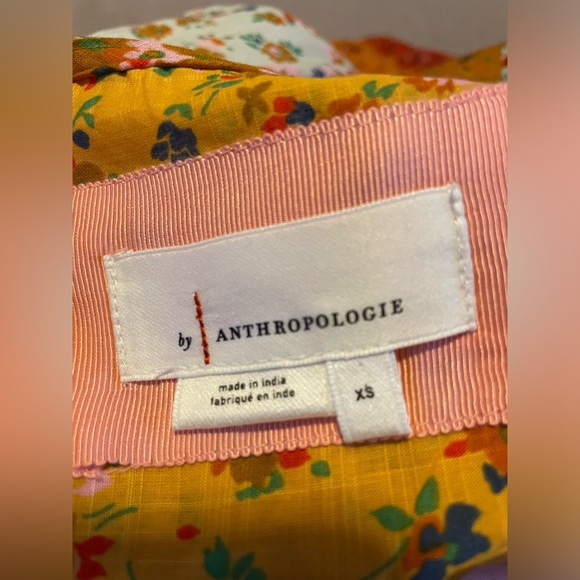 by ANTHROPOLOGIE
made in india
fabriqué en inde
XS